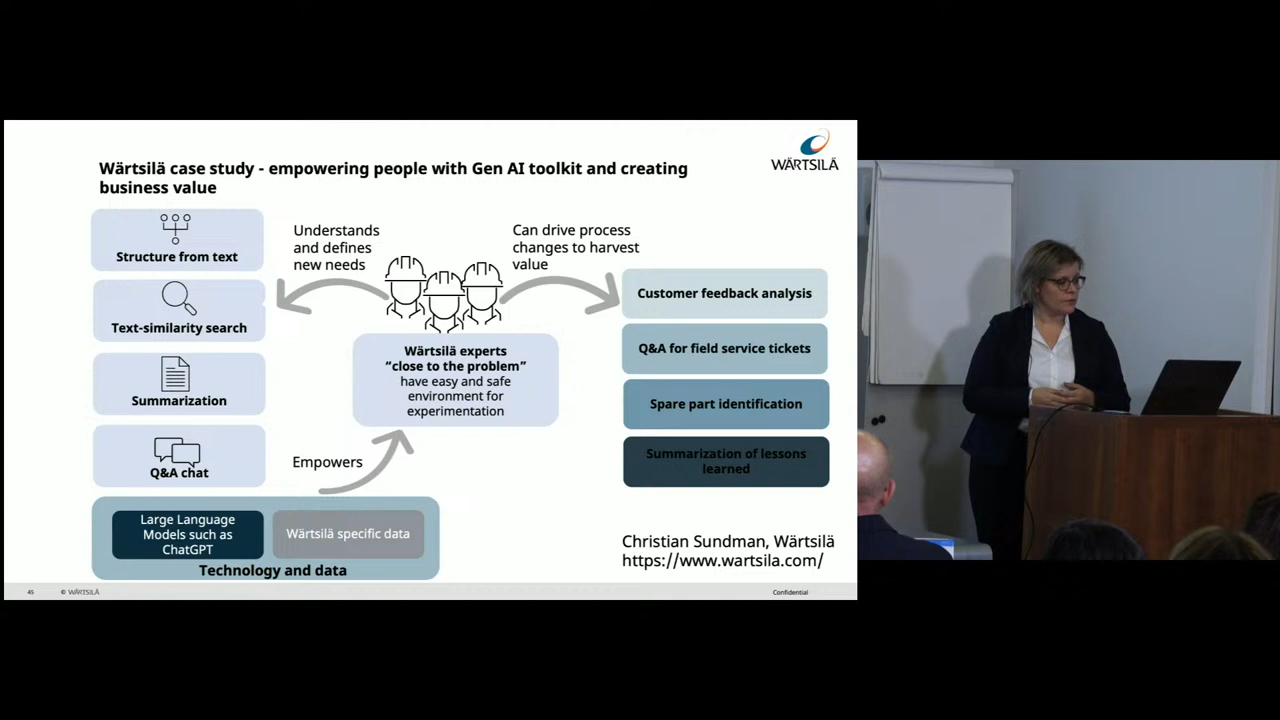 WÄRTSILÄ
Wärtsilä case study - empowering people with Gen AI toolkit and creating
business value
Structure from text
Text-similarity search
Summarization
Q&A chat
Understands
and defines
new needs
Can drive process
changes to harvest
value
Wärtsilä experts
“close to the problem”
have easy and safe
environment for
experimentation
Empowers
Large Language
Models such as
ChatGPT
Wärtsilä specific data
Technology and data
Customer feedback analysis
Q&A for field service tickets
Spare part identification
Summarization of lessons
learned
Christian Sundman, Wärtsilä
https://www.wartsila.com/
45
© WÄRTSILÄ
Confidential